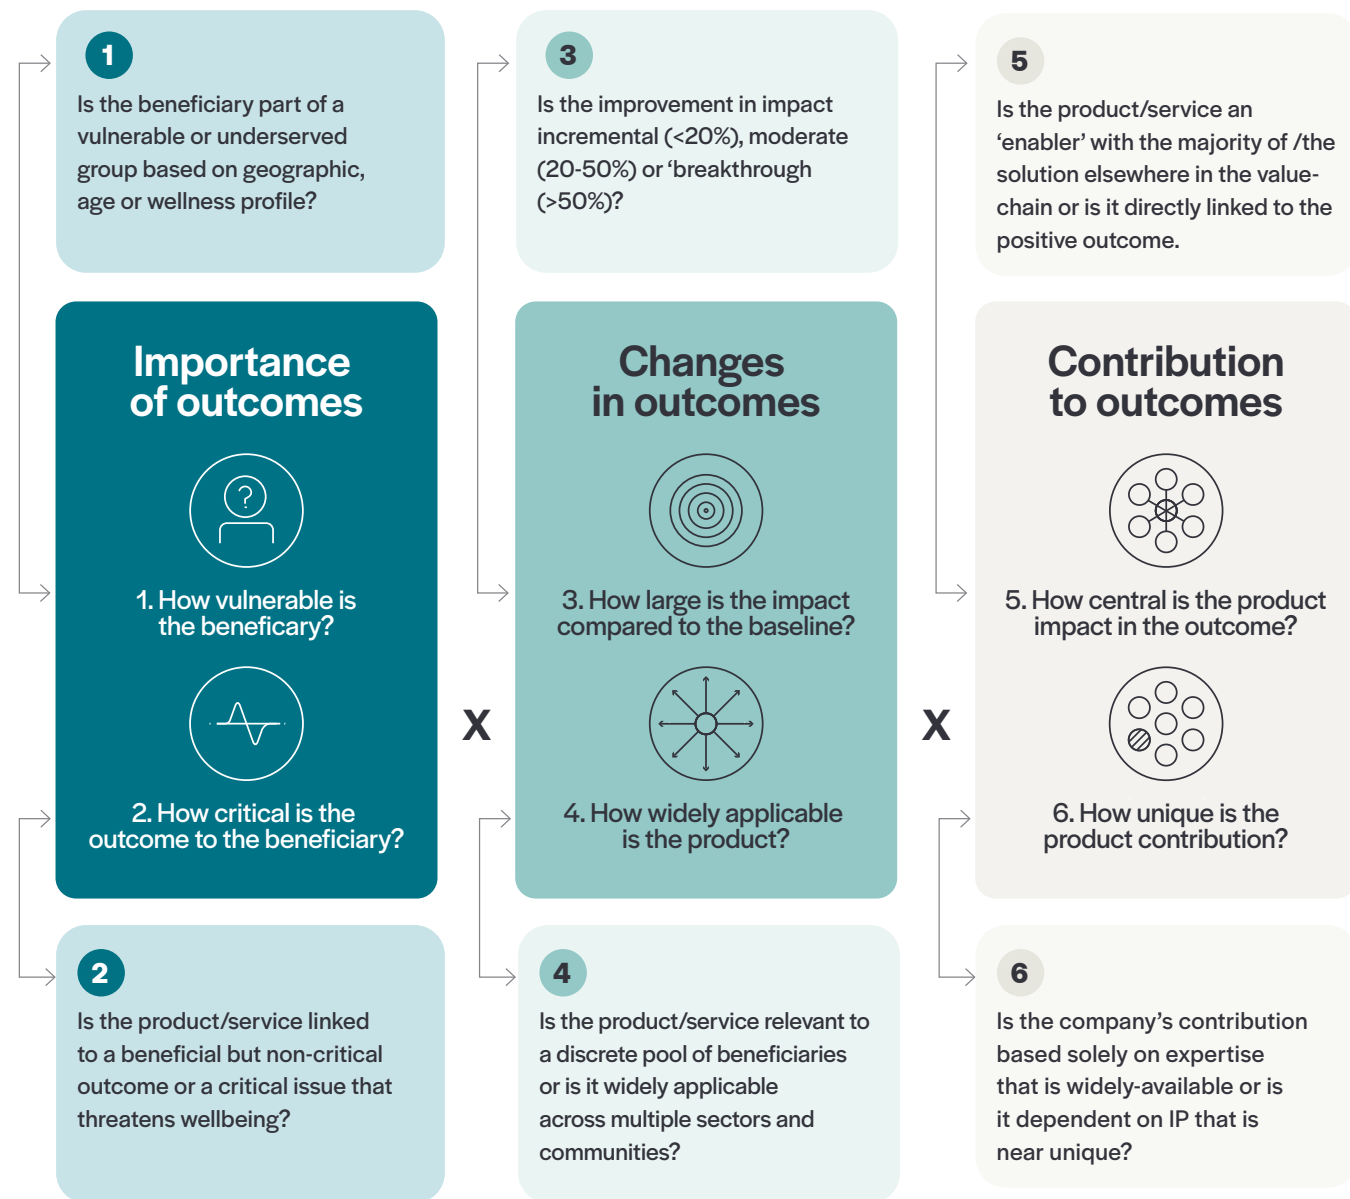 1
Is the beneficiary part of a
vulnerable or underserved
group based on geographic,
age or wellness profile?
3
Is the improvement in impact
incremental (<20%), moderate
(20-50%) or ‘breakthrough
(>50%)?
5
Is the product/service an
‘enabler’ with the majority of /the
solution elsewhere in the value-
chain or is it directly linked to the
positive outcome.
Importance
of outcomes
?
1. How vulnerable is
the beneficary?
2. How critical is the
outcome to the beneficiary?
X
Changes
in outcomes
3. How large is the impact
compared to the baseline?
4. How widely applicable
is the product?
X
Contribution
to outcomes
5. How central is the product
impact in the outcome?
6. How unique is the
product contribution?
2
Is the product/service linked
to a beneficial but non-critical
outcome or a critical issue that
threatens wellbeing?
4
Is the product/service relevant to
a discrete pool of beneficiaries
or is it widely applicable
across multiple sectors and
communities?
6
Is the company’s contribution
based solely on expertise
that is widely-available or is
it dependent on IP that is
near unique?